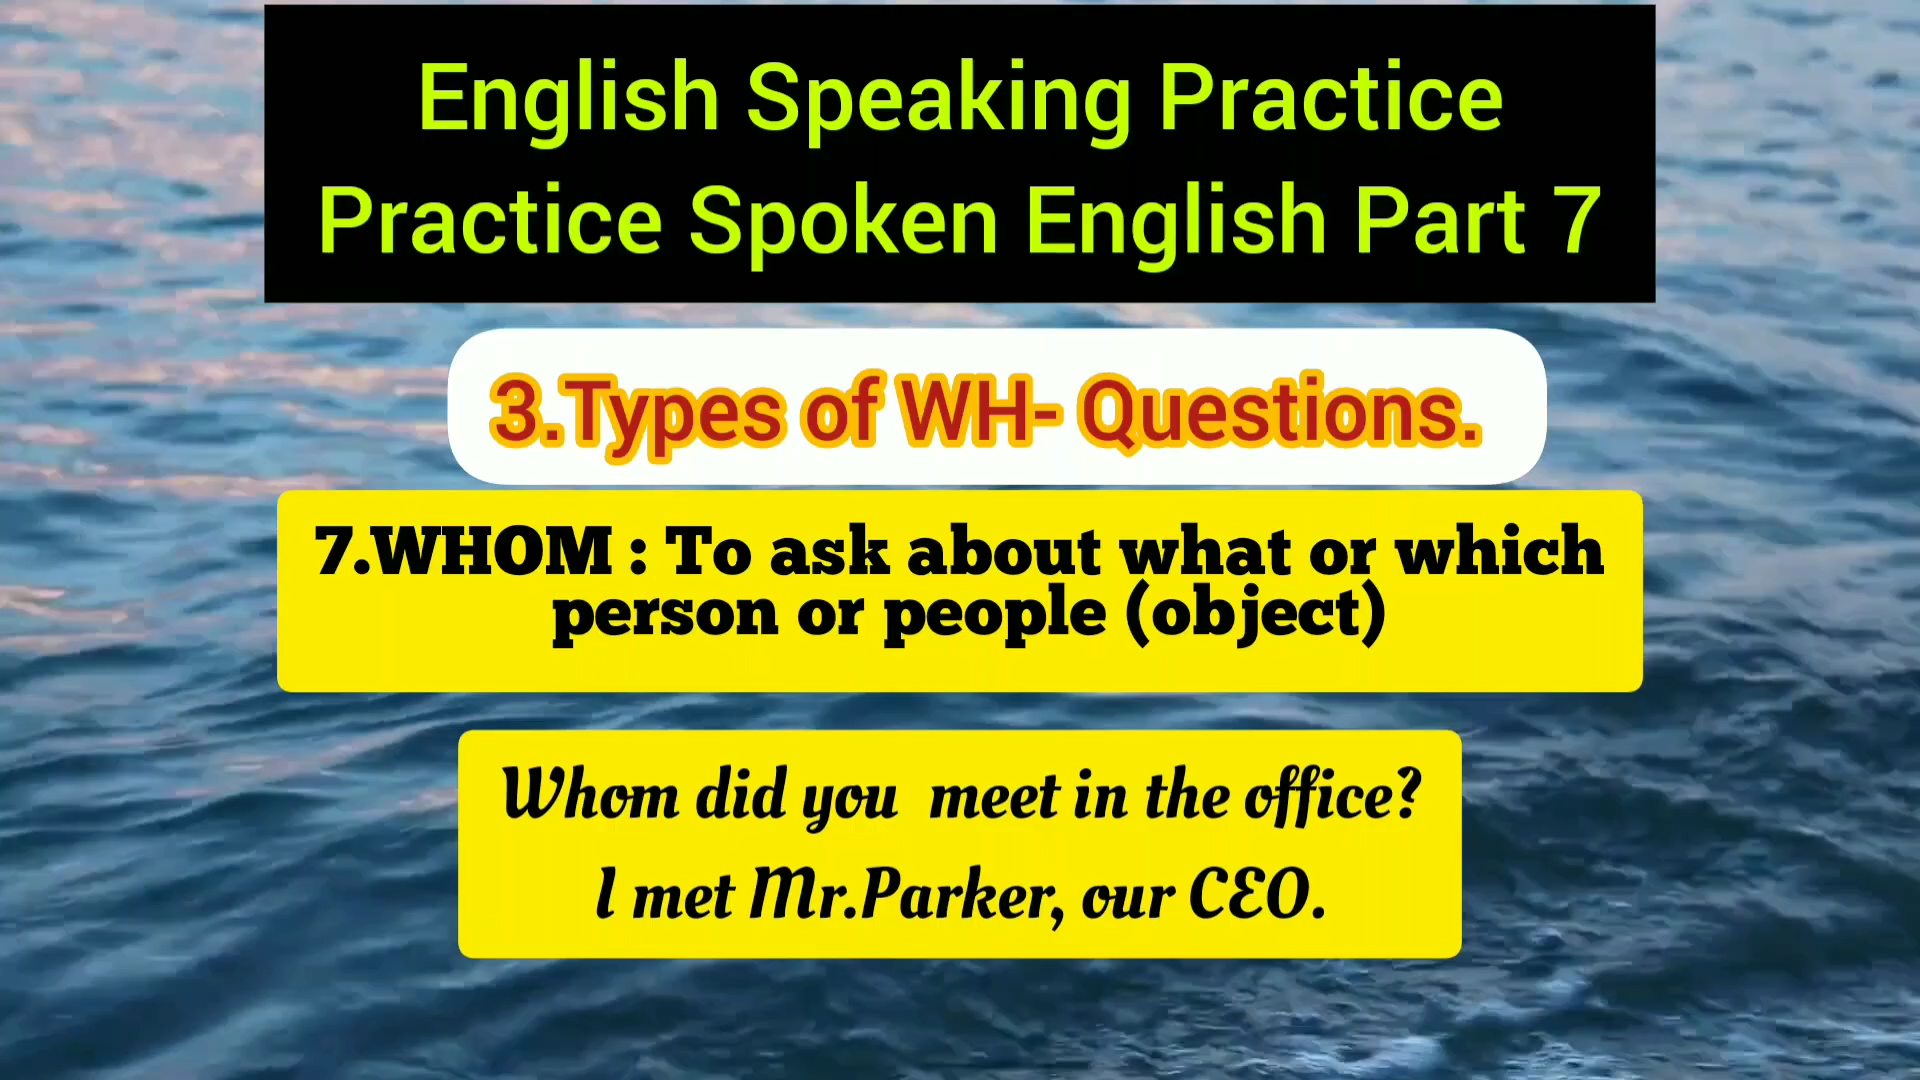 English Speaking Practice
Practice Spoken English Part 7
3.Types of WH- Questions.
7.WHOM : To ask about what or which
person or people (object)
Whom did you  meet in the office?
I met Mr.Parker, our CEO.